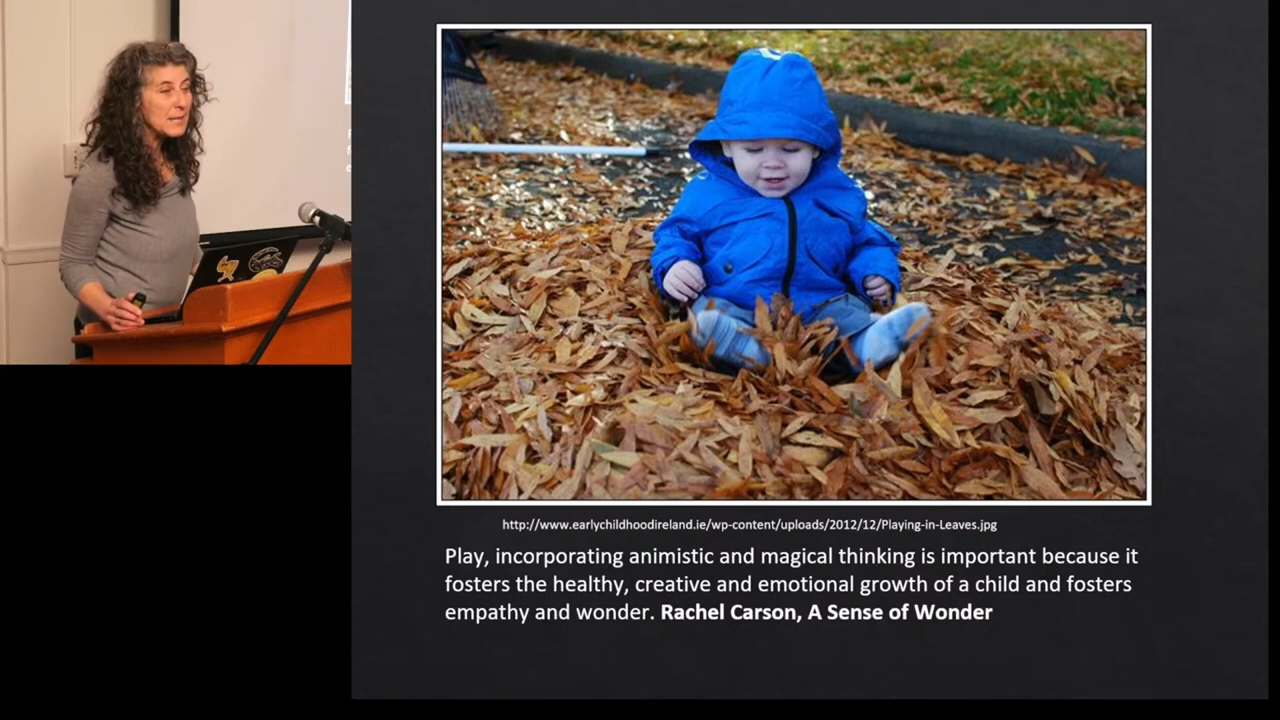 http://www.earlychildhoodireland.ie/wp-content/uploads/2012/12/Playing-in-Leaves.jpg
Play, incorporating animistic and magical thinking is important because it
fosters the healthy, creative and emotional growth of a child and fosters
empathy and wonder. Rachel Carson, A Sense of Wonder